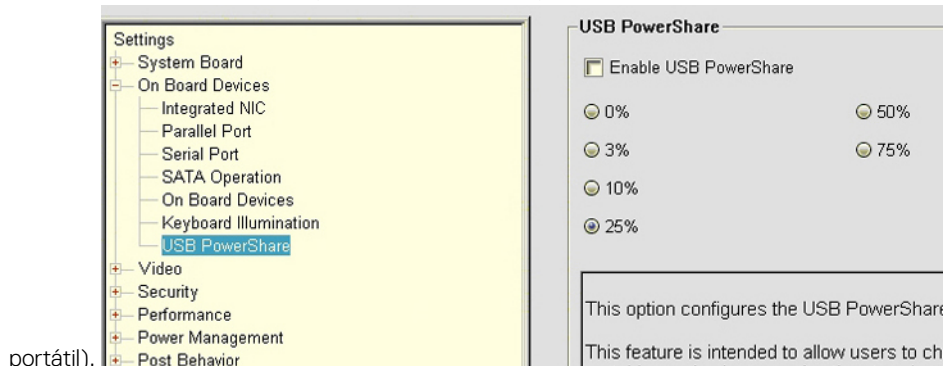 Settings
System Board
On Board Devices
Integrated NIC
Parallel Port
Serial Port
SATA Operation
On Board Devices
Keyboard Illumination
USB PowerShare
Video
Security
Performance
Power Management
Post Behavior
portátil).
USB PowerShare
Enable USB PowerShare
0%
50%
3%
75%
10%
25%
This option configures the USB PowerShare
This feature is intended to allow users to ch